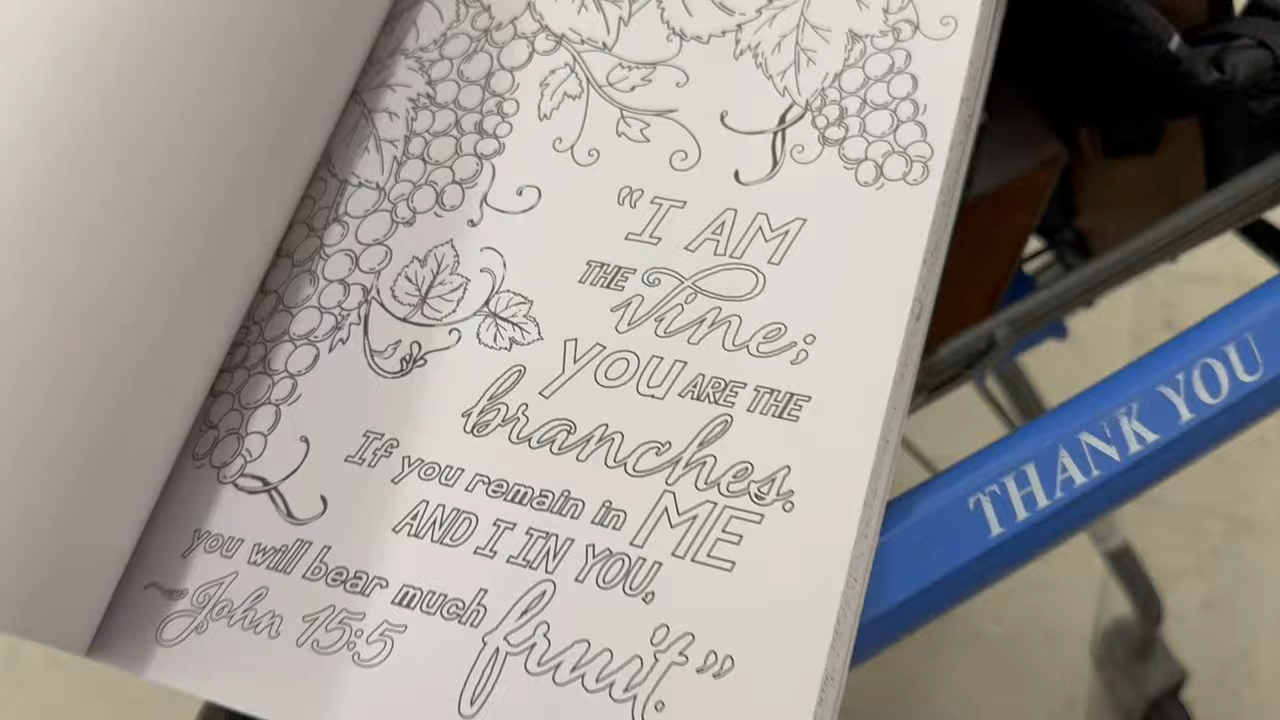 “I AM
THE vine;
YOU ARE THE
branches.
If you remain in ME
AND I IN YOU,
you will bear much fruit.”
~John 15:5
THANK YOU